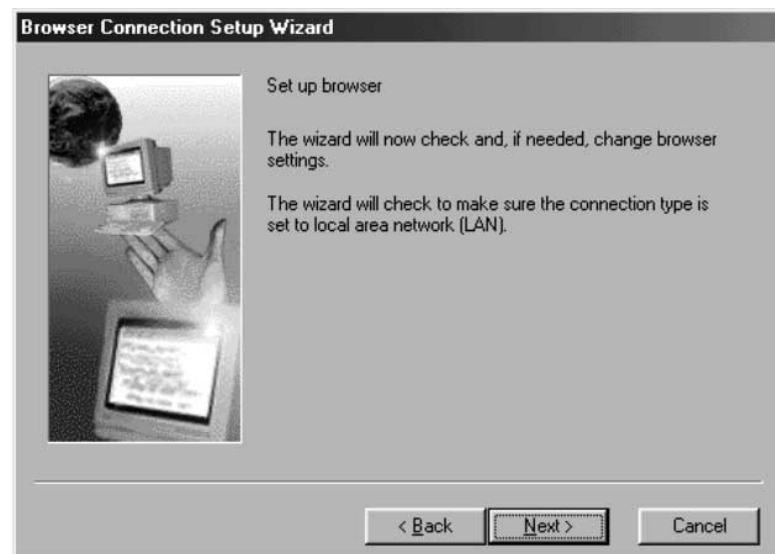 Browser Connection Setup Wizard
Set up browser
The wizard will now check and, if needed, change browser
settings.
The wizard will check to make sure the connection type is
set to local area network (LAN).
< Back
Next >
Cancel